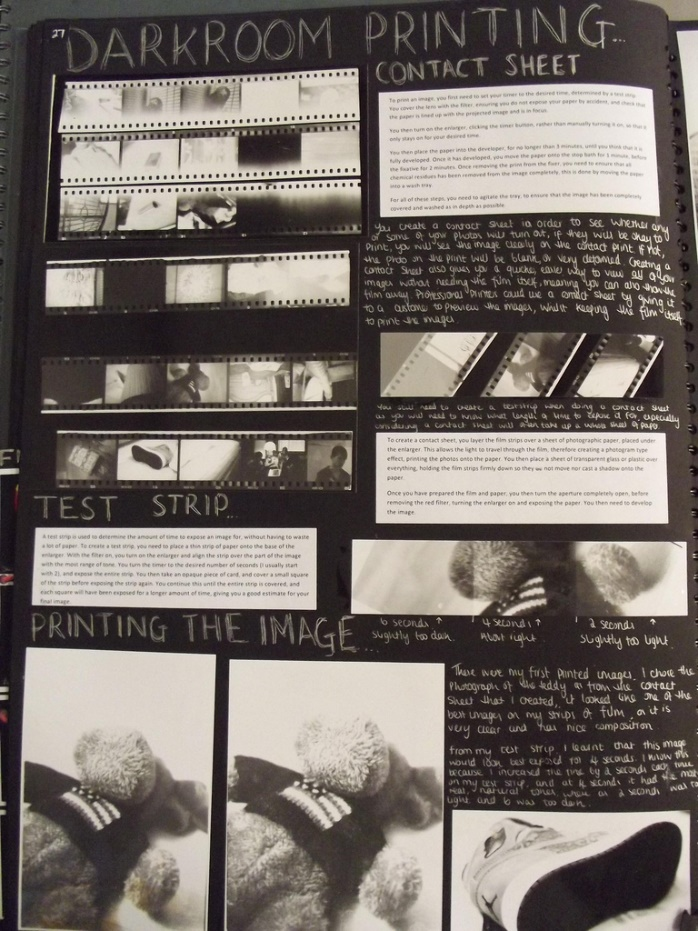 27
DARKROOM PRINTING...
CONTACT SHEET
To print an image, you first need to set your timer to the desired time, determined by a test strip.
You cover the lens with the filter, ensuring you do not expose your paper by accident, and check that
the paper is lined up with the projected image and is in focus.
You then turn on the enlarger, clicking the timer button, rather than manually turning it on, so that it
only stays on for your desired time.
You then place the paper into the developer, for no longer than 3 minutes, until you think that it is
fully developed. Once it has developed, you move the paper onto the stop bath for 1 minute, before
the fixative for 2 minutes. Once removing the print from the fixer, you need to ensure that all
chemical residues has been removed from the image completely, this is done by moving the paper
into a wash tray.
For all of these steps, you need to agitate the tray, to ensure that the image has been completely
covered and washed as in depth as possible.
You create a contact sheet in order to see whether any
of some of your photos will turn out, if they will be okay to
print, you will see the image clearly on the contact print if not,
the photo on the print will be blank, or very deformed. Creating a
contact sheet also gives you a quicker, easier way to view all of your
images without needing the film itself, meaning you can also
film away. Professional printers could use a contact sheet by giving it
to a customer to preview the images, whilst keeping the film itself
to print the images.
You still need to create a test strip when doing a contact sheet
as you will need to know what length of time to expose it for, especially
considering a contact sheet will often take up a whole sheet of paper
To create a contact sheet, you layer the film strips over a sheet of photographic paper, placed under
the enlarger. This allows the light to travel through the film, therefore creating a photogram type
effect, printing the photos onto the paper. You then place a sheet of transparent glass or plastic over
everything, holding the film strips firmly down so they do not move nor cast a shadow onto the
paper.
Once you have prepared the film and paper, you then turn the aperture completely open, before
removing the red filter, turning the enlarger on and exposing the paper. You then need to develop
the image.
TEST STRIP...
A test strip is used to determine the amount of time to expose an image for, without having to waste
a lot of paper. To create a test strip, you need to place a thin strip of paper onto the base of the
enlarger. With the filter on, you turn on the enlarger and align the strip over the part of the image
with the most range of tone. You turn the timer to the desired number of seconds (I usually start
with 2), and expose the entire strip. You then take an opaque piece of card, and cover a small square
of the strip before exposing the strip again. You continue this until the entire strip is covered, and
each square will have been exposed for a longer amount of time, giving you a good estimate for your
final image.
6 seconds ↑ 4 seconds ↑ 2 seconds ↑
slightly too dark. Almost right. slightly too light.
PRINTING THE IMAGE...
These were my first printed images. I chose the
photograph of the teddy as from the contact
sheet that I created, it looked like one of the
best images on my strips of film, as it is
very clear and has nice composition.
From my test strip, I learnt that this image
would look best exposed for 4 seconds. I know this
because I increased the time by 2 seconds each time
on my test strip, and at 4 seconds it had the most
real, natural tones, where as 2 seconds was too
light and 6 was too dark.